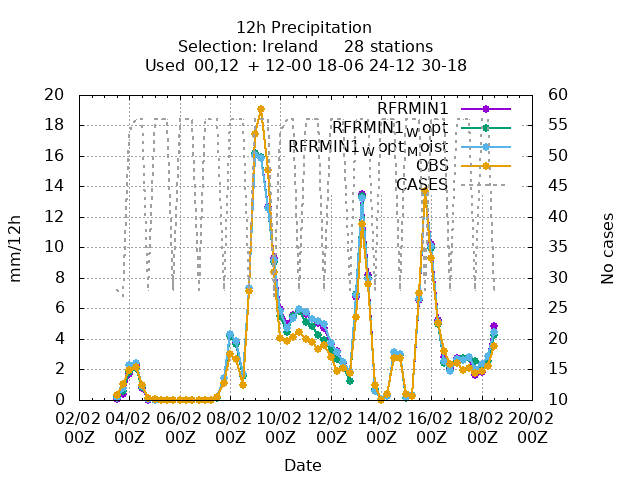 12h Precipitation
Selection: Ireland 28 stations
Used 00,12 + 12-00 18-06 24-12 30-18
20 60
18 55
16 50
14 45
12 40
10 35
8 30
6 25
4 20
2 15
0 10
RFRMIN1
RFRMIN1W opt
RFRMIN1W optMoist
OBS
CASES
mm/12h
No cases
02/02 04/02 06/02 08/02 10/02 12/02 14/02 16/02 18/02 20/02
00Z 00Z 00Z 00Z 00Z 00Z 00Z 00Z 00Z 00Z
Date